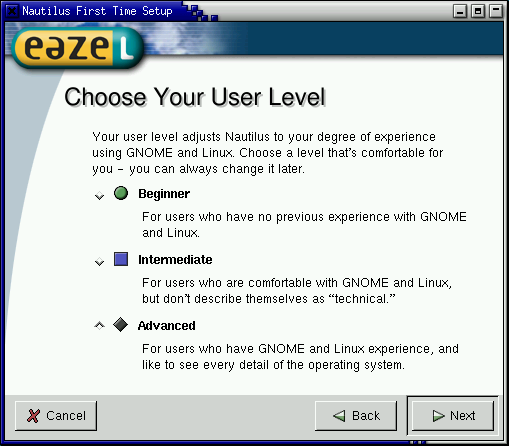 Nautilus First Time Setup
eazel
Choose Your User Level
Your user level adjusts Nautilus to your degree of experience
using GNOME and Linux. Choose a level that's comfortable for
you – you can always change it later.
Beginner
For users who have no previous experience with GNOME
and Linux.
Intermediate
For users who are comfortable with GNOME and Linux,
but don't describe themselves as “technical.”
Advanced
For users who have GNOME and Linux experience, and
like to see every detail of the operating system.
Cancel
Back
Next